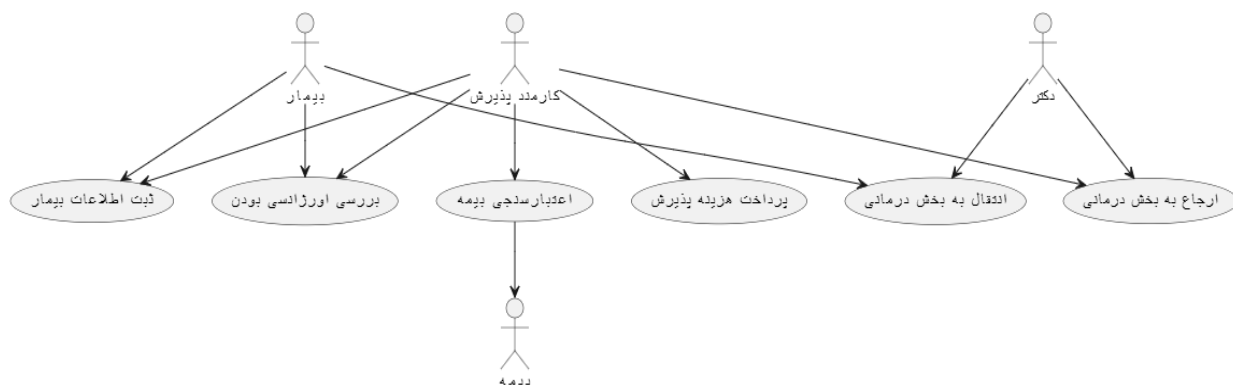 بیمار
کارمند پذیرش
دکتر
ثبت اطلاعات بیمار
بررسی اورژانسی بودن
اعتبارسنجی بیمه
پرداخت هزینه پذیرش
انتقال به بخش درمانی
ارجاع به بخش درمانی
بیمه